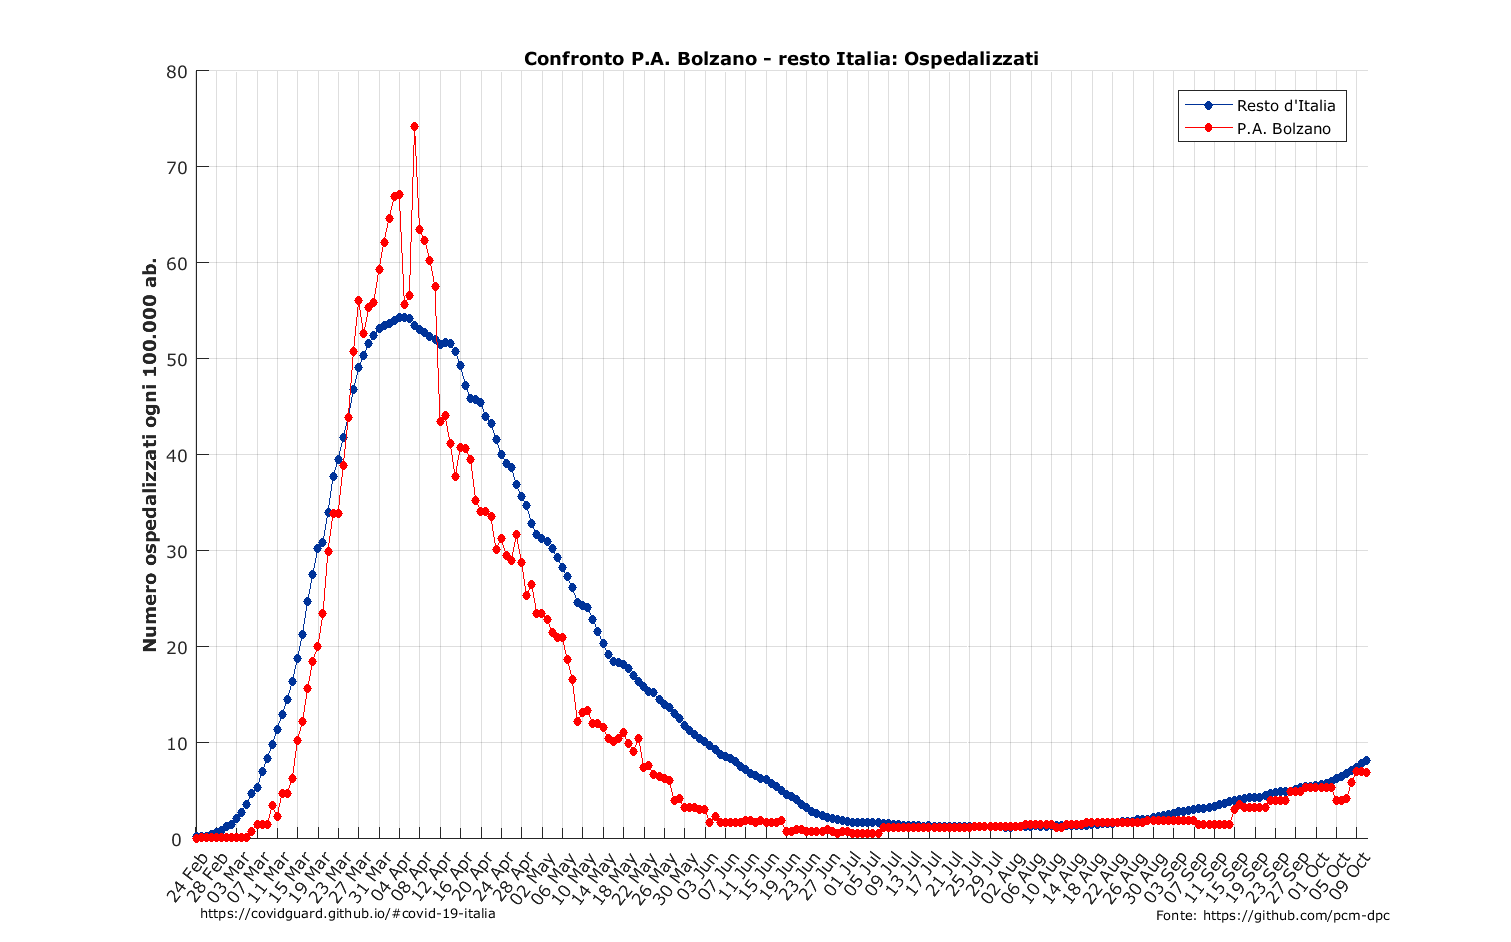 Confronto P.A. Bolzano - resto Italia: Ospedalizzati
80
70
60
50
40
30
20
10
0
Numero ospedalizzati ogni 100.000 ab.
Resto d'Italia
P.A. Bolzano
24 Feb
28 Feb
03 Mar
07 Mar
11 Mar
15 Mar
19 Mar
23 Mar
27 Mar
31 Mar
04 Apr
08 Apr
12 Apr
16 Apr
20 Apr
24 Apr
28 Apr
02 May
06 May
10 May
14 May
18 May
22 May
26 May
30 May
03 Jun
07 Jun
11 Jun
15 Jun
19 Jun
23 Jun
27 Jun
01 Jul
05 Jul
09 Jul
13 Jul
17 Jul
21 Jul
25 Jul
29 Jul
02 Aug
06 Aug
10 Aug
14 Aug
18 Aug
22 Aug
26 Aug
30 Aug
03 Sep
07 Sep
11 Sep
15 Sep
19 Sep
23 Sep
27 Sep
01 Oct
05 Oct
09 Oct
https://covidguard.github.io/#covid-19-italia
Fonte: https://github.com/pcm-dpc